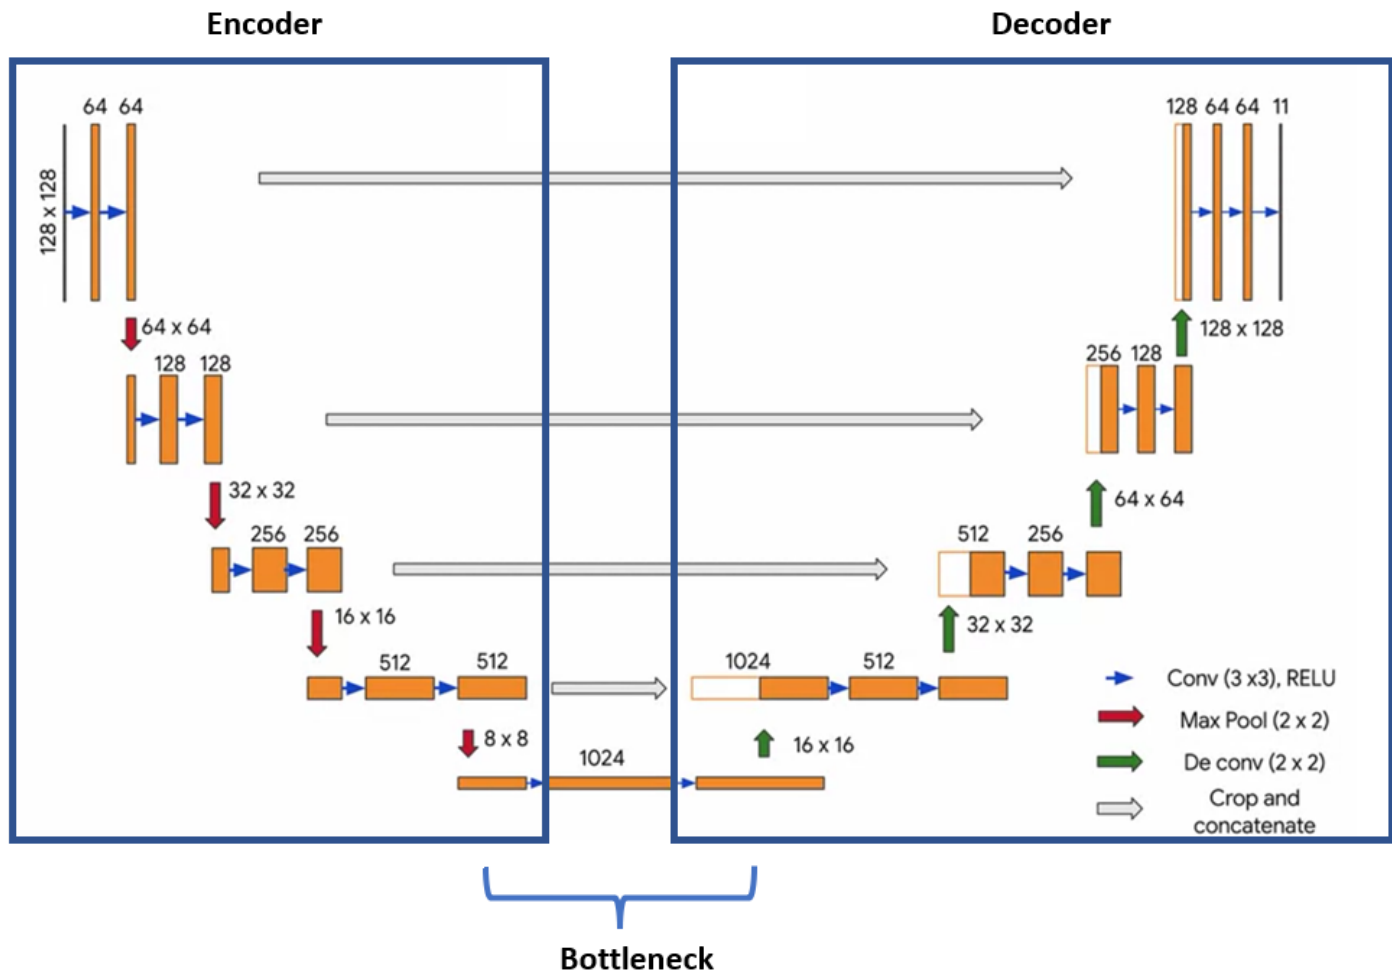 Encoder
Decoder
64 64
128 x 128
64 x 64
128 128
32 x 32
256 256
16 x 16
512 512
8 x 8
1024
128 64 64 11
128 x 128
256 128
64 x 64
512 256
32 x 32
1024 512
16 x 16
Conv (3 x3), RELU
Max Pool (2 x 2)
De conv (2 x 2)
Crop and
concatenate
Bottleneck